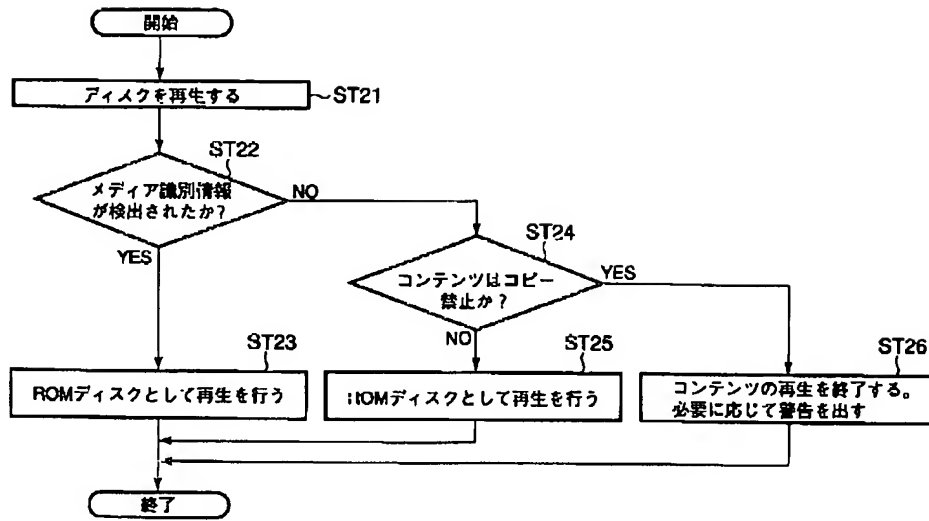 開始
ディスクを再生する
ST21
ST22
メディア識別情報
が検出されたか?
NO
YES
ST24
コンテンツはコピー
禁止か?
YES
NO
ST23
ROMディスクとして再生を行う
ST25
ROMディスクとして再生を行う
ST26
コンテンツの再生を終了する。
必要に応じて警告を出す
終了